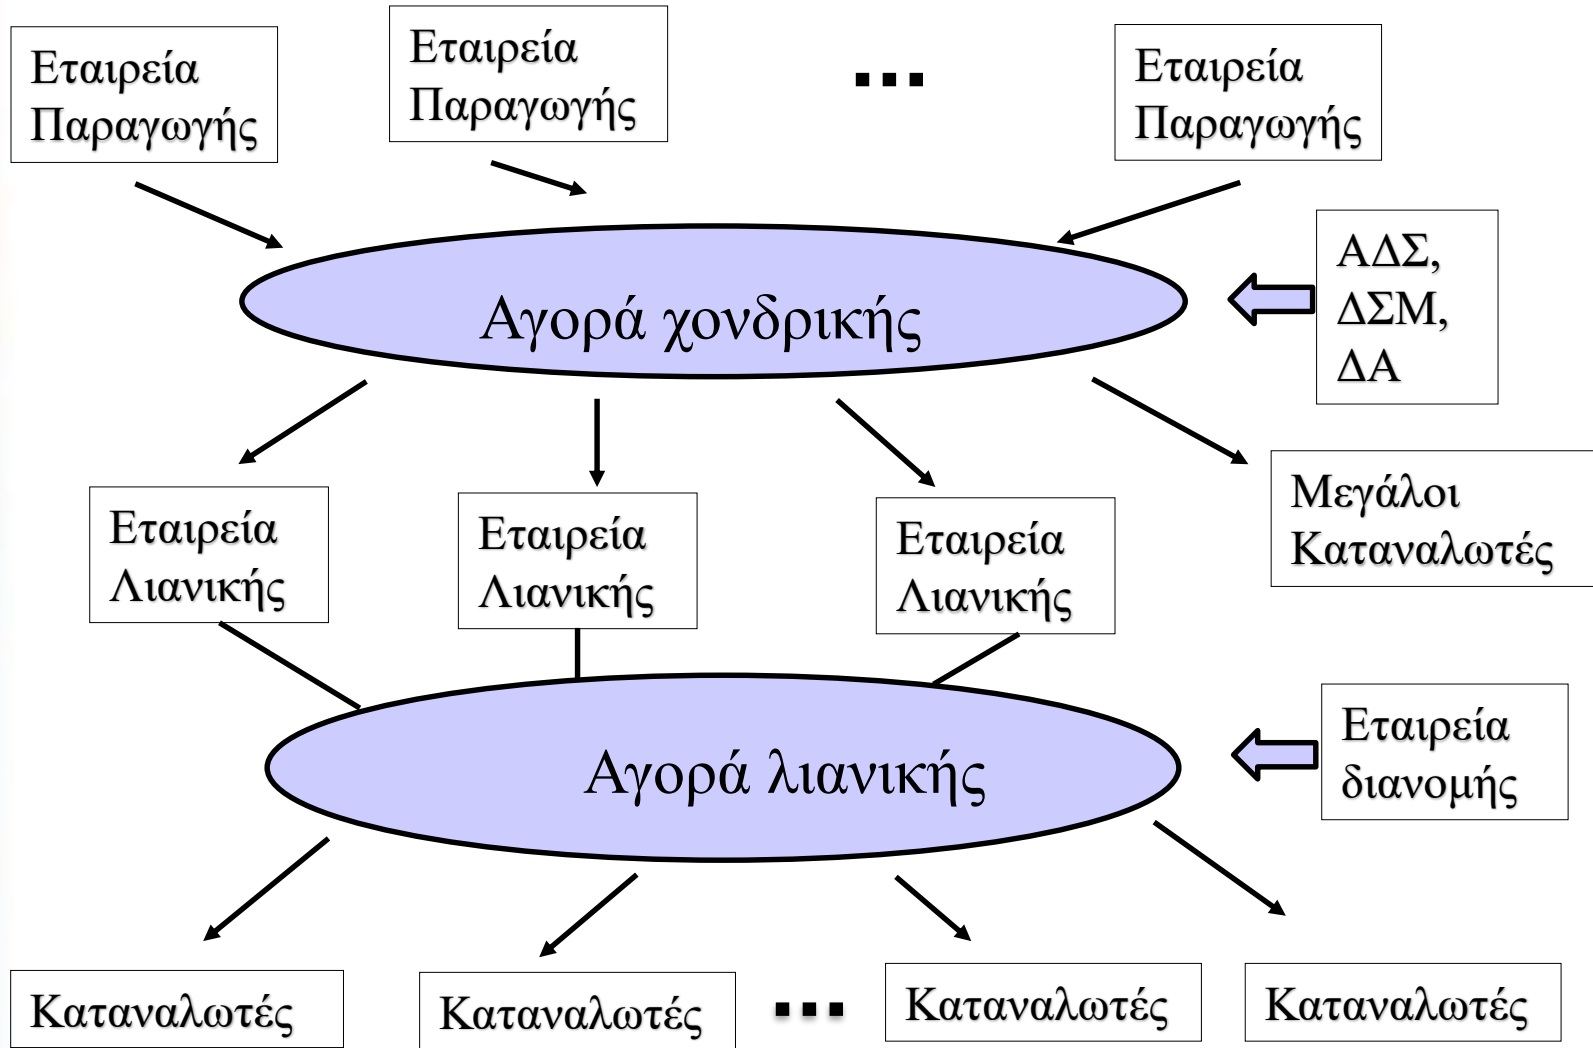 Εταιρεία
Παραγωγής
Εταιρεία
Παραγωγής
...
Εταιρεία
Παραγωγής
Αγορά χονδρικής
ΑΔΣ,
ΔΣΜ,
ΔΑ
Εταιρεία
Λιανικής
Εταιρεία
Λιανικής
Εταιρεία
Λιανικής
Μεγάλοι
Καταναλωτές
Αγορά λιανικής
Εταιρεία
διανομής
Καταναλωτές
Καταναλωτές
...
Καταναλωτές
Καταναλωτές